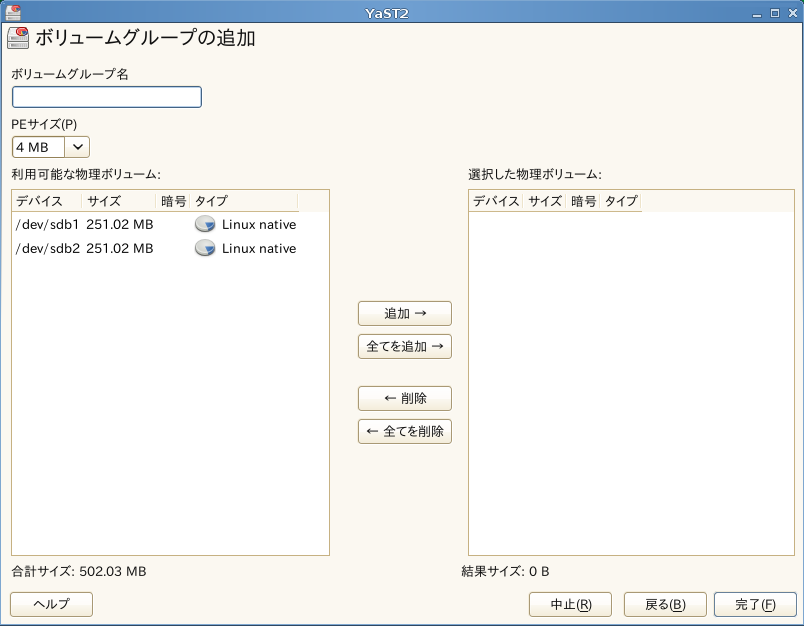 YaST2
ボリュームグループの追加
ボリュームグループ名
PEサイズ(P)
4 MB
利用可能な物理ボリューム:
デバイス サイズ 暗号 タイプ
/dev/sdb1 251.02 MB Linux native
/dev/sdb2 251.02 MB Linux native
合計サイズ: 502.03 MB
追加 →
全てを追加 →
← 削除
← 全てを削除
選択した物理ボリューム:
デバイス サイズ 暗号 タイプ
結果サイズ: 0 B
ヘルプ 中止(R) 戻る(B) 完了(F)